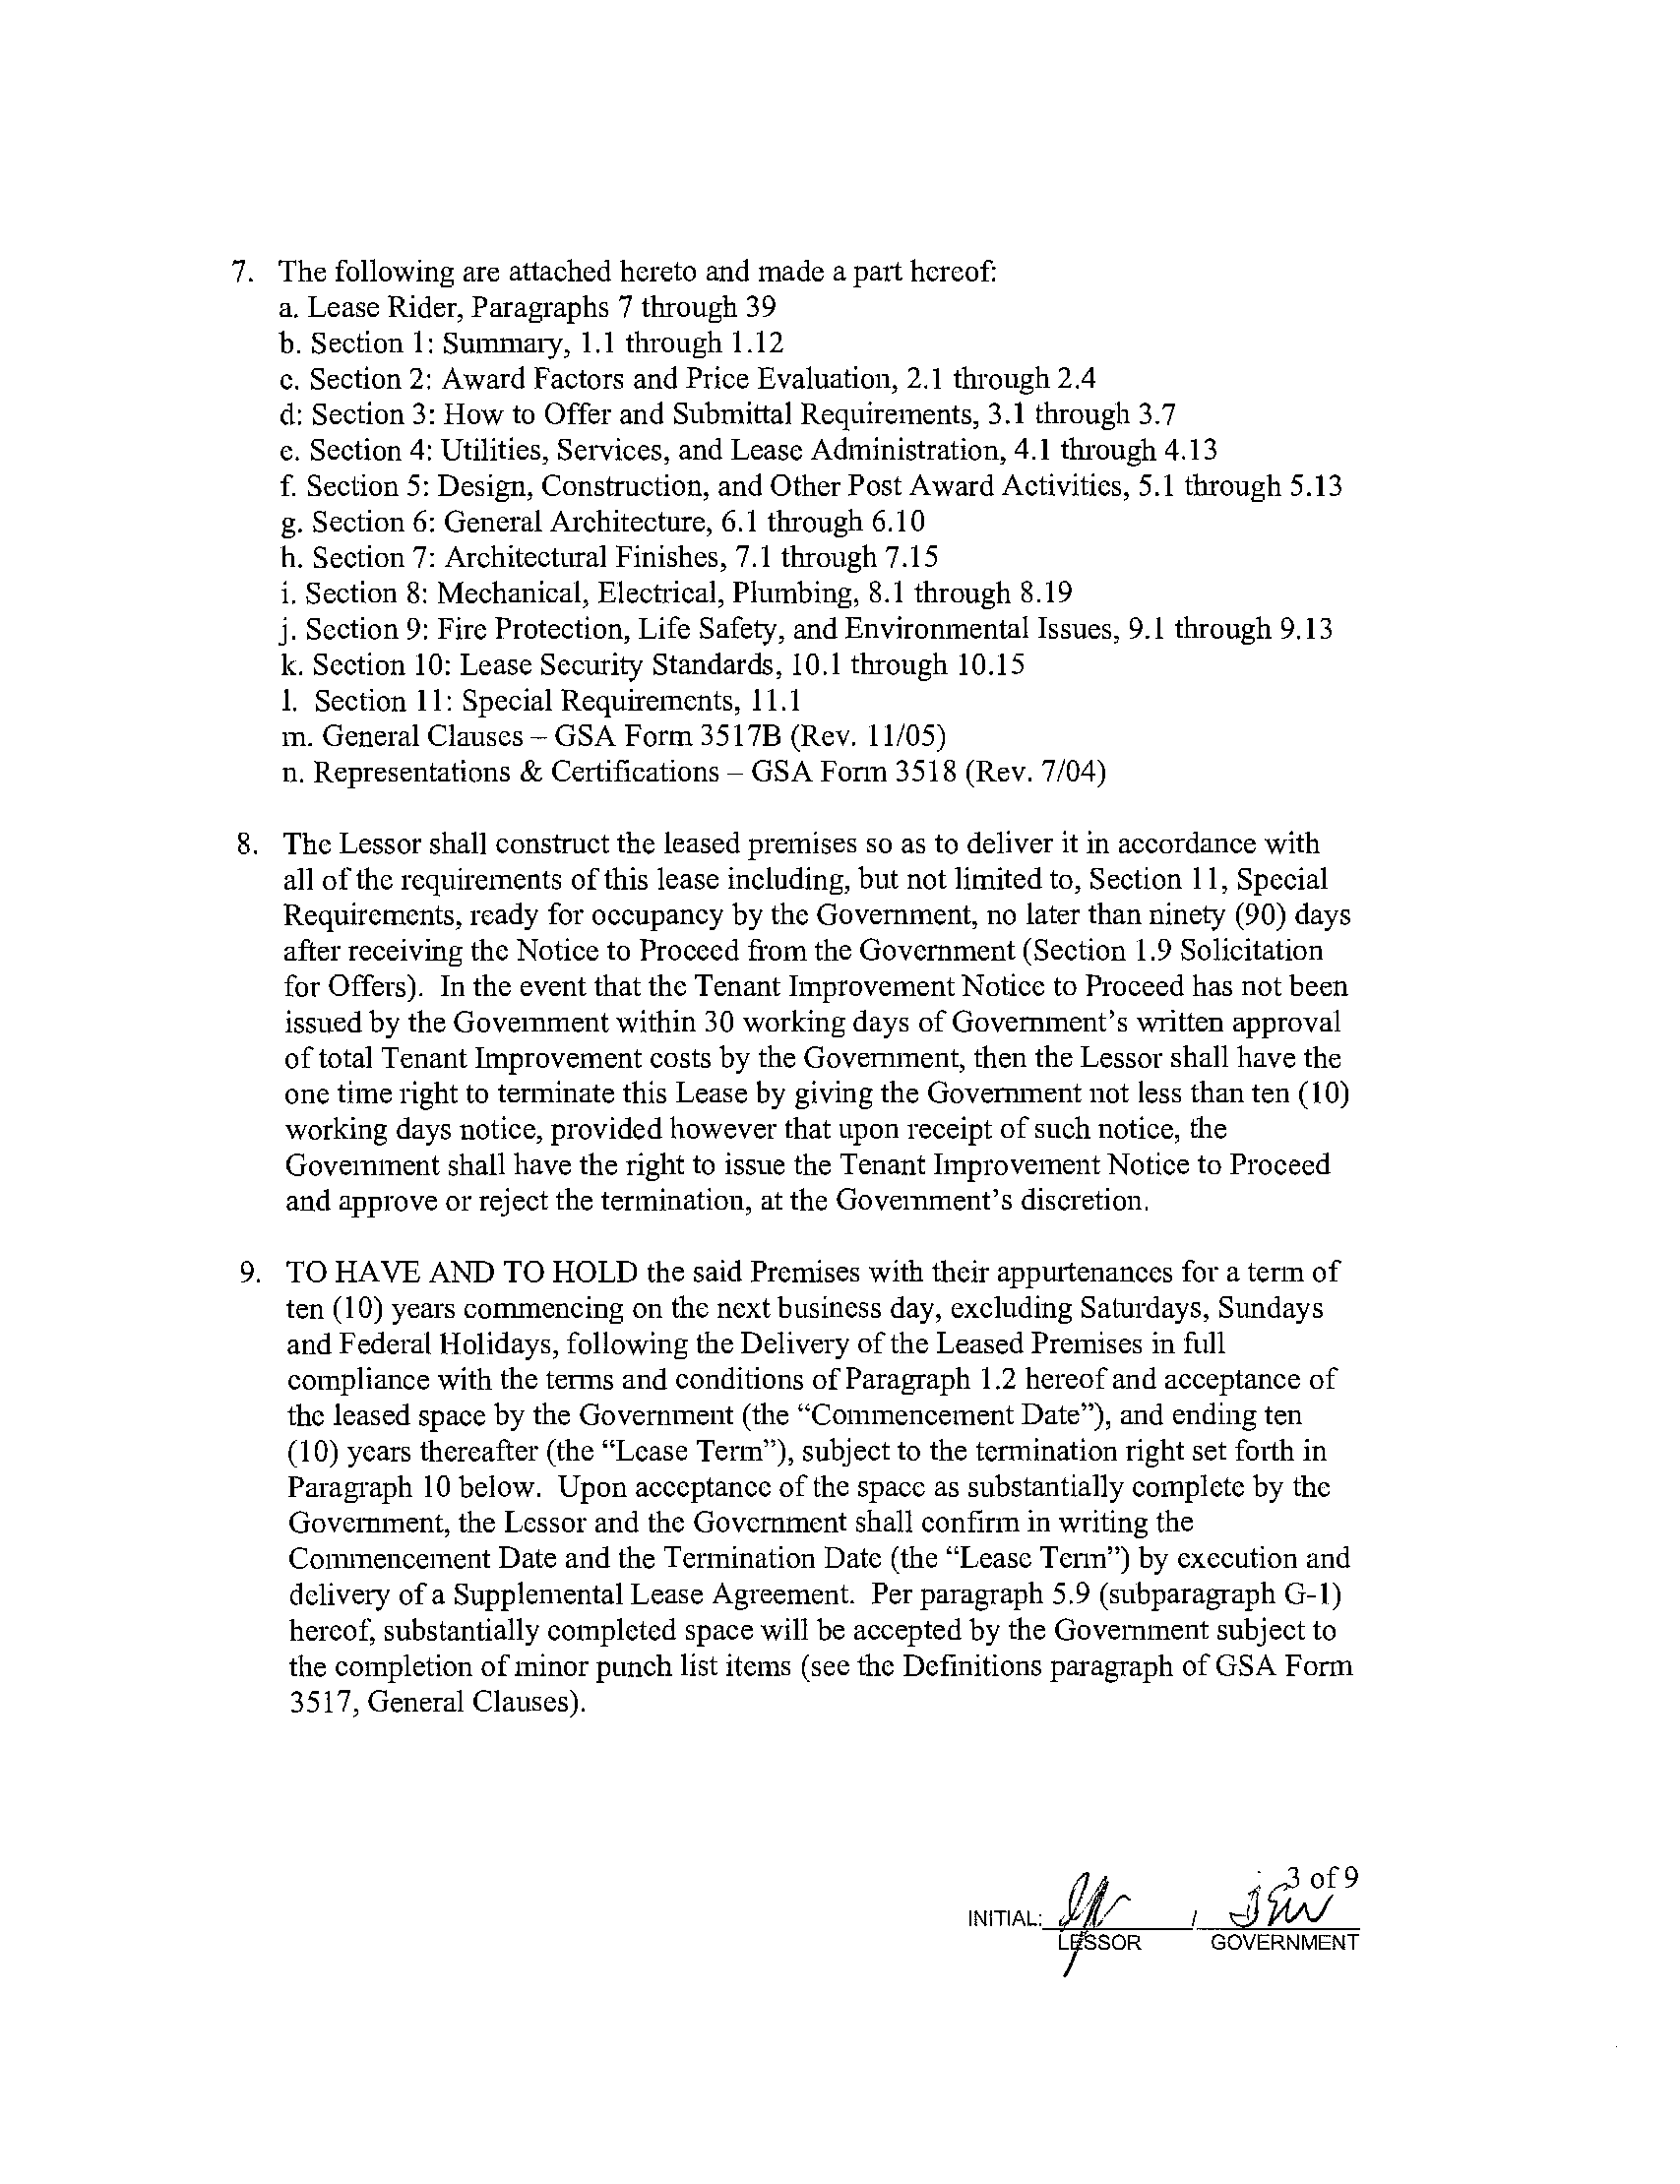 7. The following are attached hereto and made a part hereof:
a. Lease Rider, Paragraphs 7 through 39
b. Section 1: Summary, 1.1 through 1.12
c. Section 2: Award Factors and Price Evaluation, 2.1 through 2.4
d: Section 3: How to Offer and Submittal Requirements, 3.1 through 3.7
e. Section 4: Utilities, Services, and Lease Administration, 4.1 through 4.13
f. Section 5: Design, Construction, and Other Post Award Activities, 5.1 through 5.13
g. Section 6: General Architecture, 6.1 through 6.10
h. Section 7: Architectural Finishes, 7.1 through 7.15
i. Section 8: Mechanical, Electrical, Plumbing, 8.1 through 8.19
j. Section 9: Fire Protection, Life Safety, and Environmental Issues, 9.1 through 9.13
k. Section 10: Lease Security Standards, 10.1 through 10.15
l. Section 11: Special Requirements, 11.1
m. General Clauses – GSA Form 3517B (Rev. 11/05)
n. Representations & Certifications – GSA Form 3518 (Rev. 7/04)
8. The Lessor shall construct the leased premises so as to deliver it in accordance with
all of the requirements of this lease including, but not limited to, Section 11, Special
Requirements, ready for occupancy by the Government, no later than ninety (90) days
after receiving the Notice to Proceed from the Government (Section 1.9 Solicitation
for Offers). In the event that the Tenant Improvement Notice to Proceed has not been
issued by the Government within 30 working days of Government’s written approval
of total Tenant Improvement costs by the Government, then the Lessor shall have the
one time right to terminate this Lease by giving the Government not less than ten (10)
working days notice, provided however that upon receipt of such notice, the
Government shall have the right to issue the Tenant Improvement Notice to Proceed
and approve or reject the termination, at the Government’s discretion.
9. TO HAVE AND TO HOLD the said Premises with their appurtenances for a term of
ten (10) years commencing on the next business day, excluding Saturdays, Sundays
and Federal Holidays, following the Delivery of the Leased Premises in full
compliance with the terms and conditions of Paragraph 1.2 hereof and acceptance of
the leased space by the Government (the “Commencement Date”), and ending ten
(10) years thereafter (the “Lease Term”), subject to the termination right set forth in
Paragraph 10 below. Upon acceptance of the space as substantially complete by the
Government, the Lessor and the Government shall confirm in writing the
Commencement Date and the Termination Date (the “Lease Term”) by execution and
delivery of a Supplemental Lease Agreement. Per paragraph 5.9 (subparagraph G-1)
hereof, substantially completed space will be accepted by the Government subject to
the completion of minor punch list items (see the Definitions paragraph of GSA Form
3517, General Clauses).
3 of 9
INITIAL: /
LESSOR GOVERNMENT